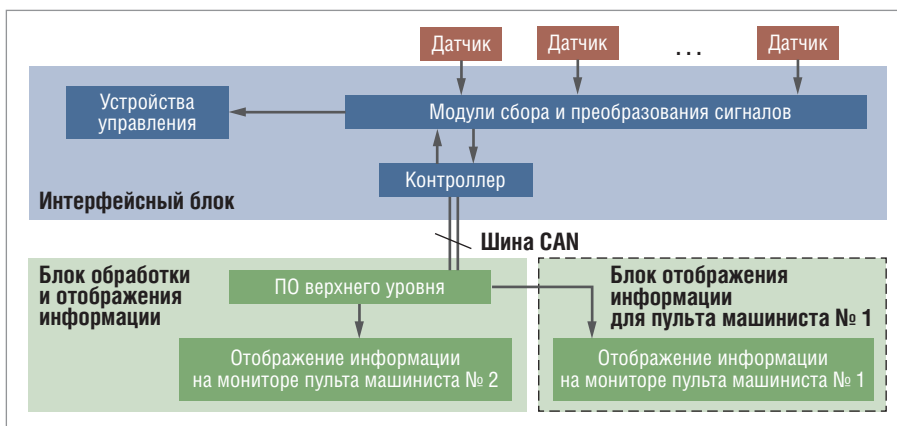 Датчик
Датчик
...
Датчик
Устройства
управления
Модули сбора и преобразования сигналов
Контроллер
Интерфейсный блок
Шина CAN
Блок обработки
и отображения
информации
ПО верхнего уровня
Отображение информации
на мониторе пульта машиниста № 2
Блок отображения
информации
для пульта машиниста № 1
Отображение информации
на мониторе пульта машиниста № 1